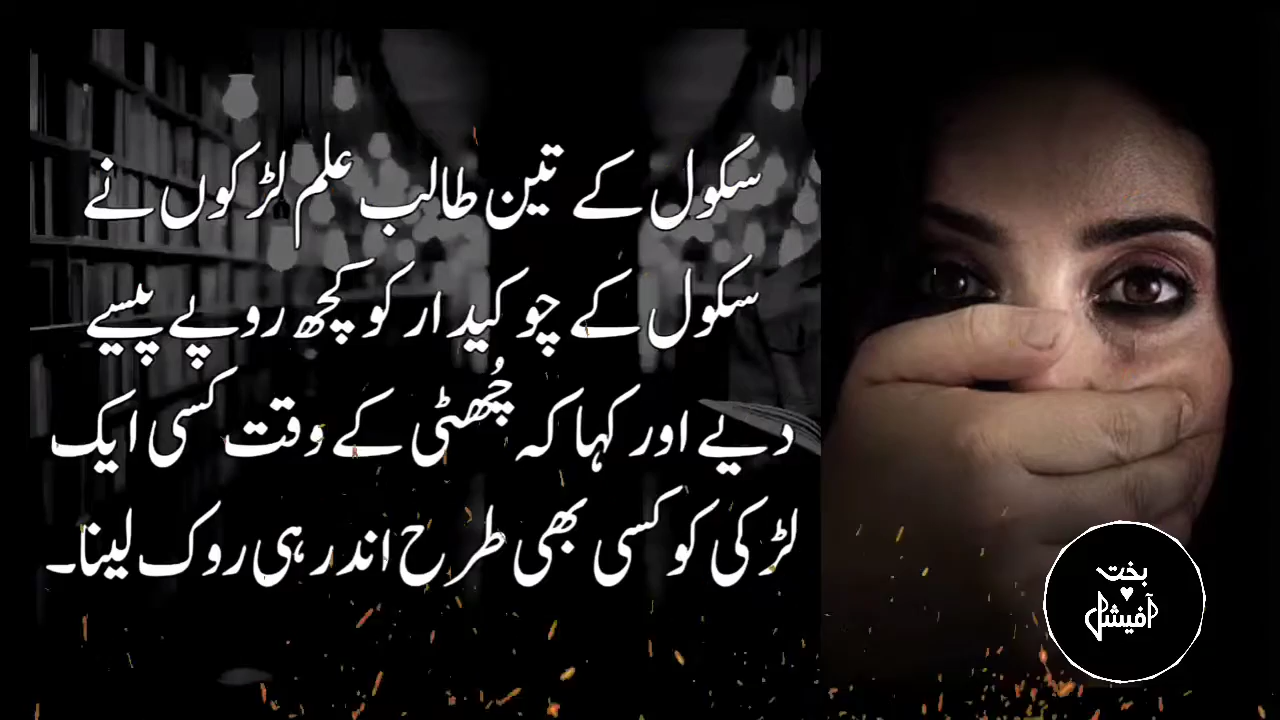 سکول کے تین طالب علم لڑکوں نے
سکول کے چوکیدار کو کچھ روپے پیسے
دیے اور کہا کہ چُھٹی کے وقت کسی ایک
لڑکی کو کسی بھی طرح اندر ہی روک لینا۔
بخت
آفیشل